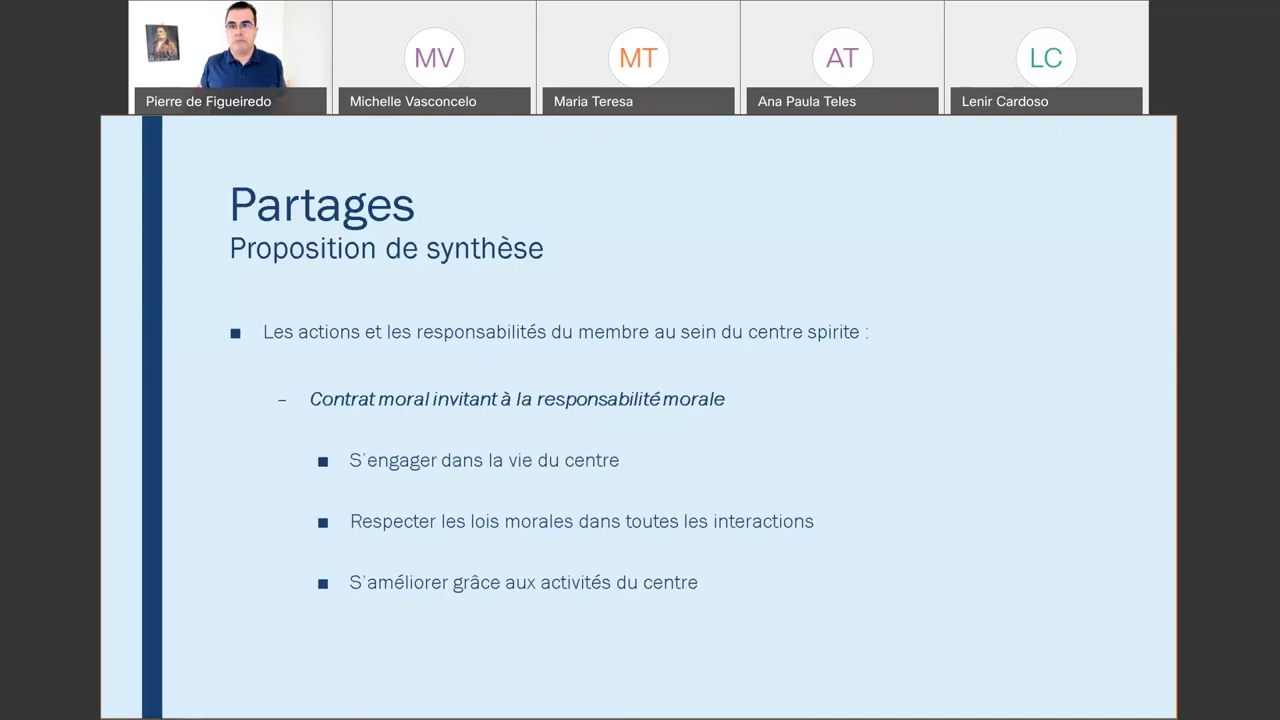 MV
MT
AT
LC
Pierre de Figueiredo
Michelle Vasconcelo
Maria Teresa
Ana Paula Teles
Lenir Cardoso
Partages
Proposition de synthèse
■ Les actions et les responsabilités du membre au sein du centre spirite :
– Contrat moral invitant à la responsabilité morale
■ S'engager dans la vie du centre
■ Respecter les lois morales dans toutes les interactions
■ S'améliorer grâce aux activités du centre